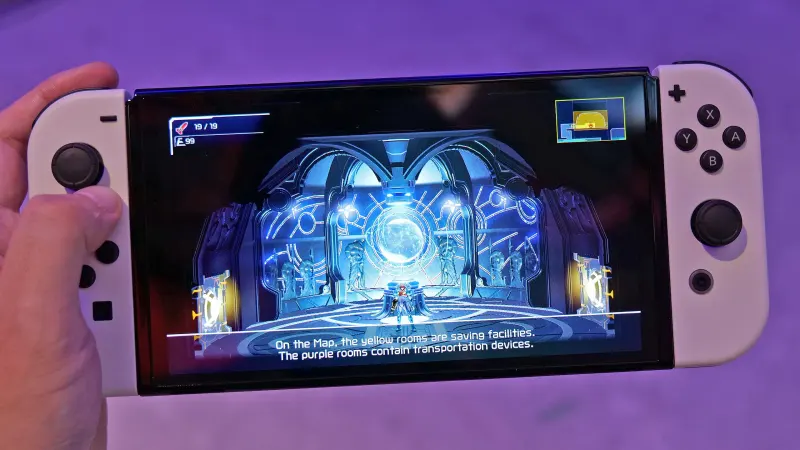 19 / 19
E 99
On the Map, the yellow rooms are saving facilities.
The purple rooms contain transportation devices.
X
Y
A
B